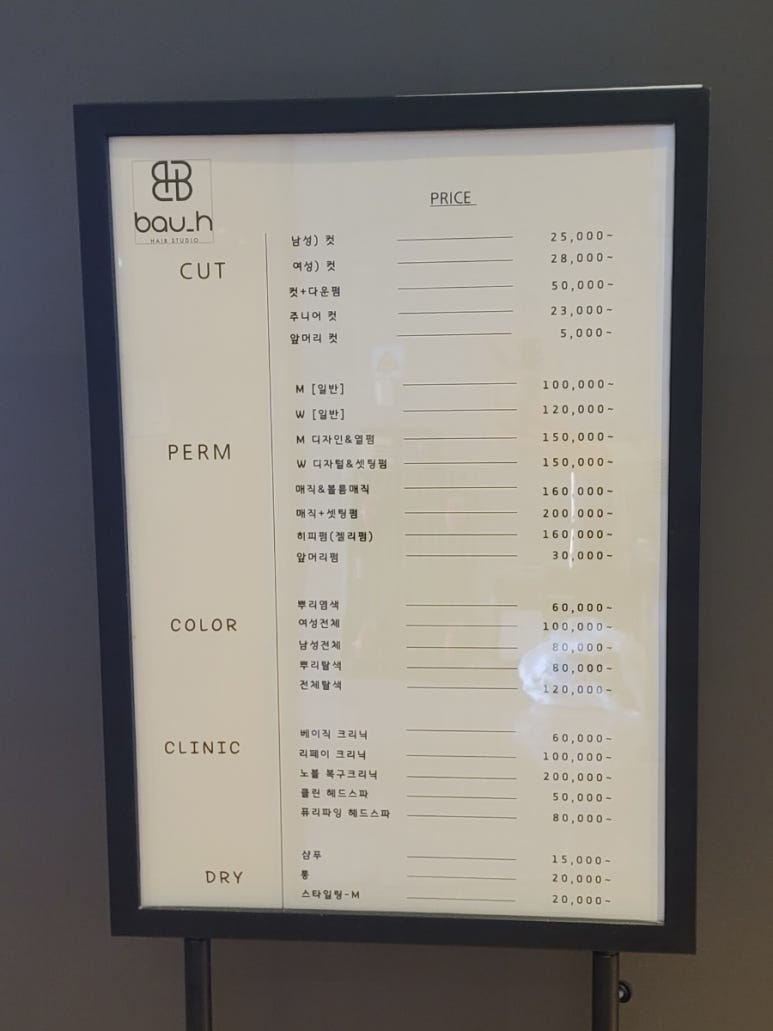 bau_h
HAIR STUDIO
PRICE
CUT
남성) 컷 25,000~
여성) 컷 28,000~
컷+다운펌 50,000~
주니어 컷 23,000~
앞머리 컷 5,000~
PERM
M [일반] 100,000~
W [일반] 120,000~
M 디자인&열펌 150,000~
W 디지털&셋팅펌 150,000~
매직&볼륨매직 160,000~
매직+셋팅펌 200,000~
히피펌(젤리펌) 160,000~
앞머리펌 30,000~
COLOR
뿌리염색 60,000~
여성전체 100,000~
남성전체 80,000~
뿌리탈색 80,000~
전체탈색 120,000~
CLINIC
베이직 크리닉 60,000~
리페어 크리닉 100,000~
노블 복구크리닉 200,000~
클린 헤드스파 50,000~
퓨리파잉 헤드스파 80,000~
DRY
샴푸 15,000~
롱 20,000~
스타일링-M 20,000~